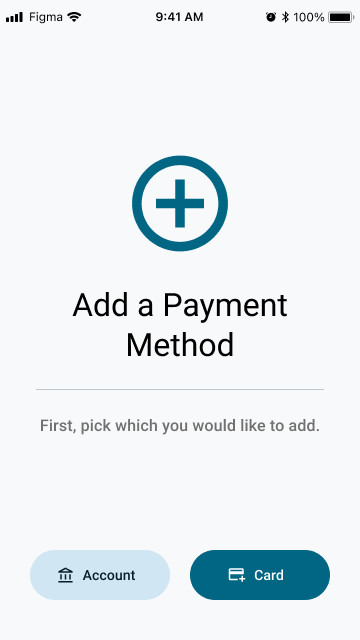 Figma 9:41 AM 100%
Add a Payment
Method
First, pick which you would like to add.
Account Card